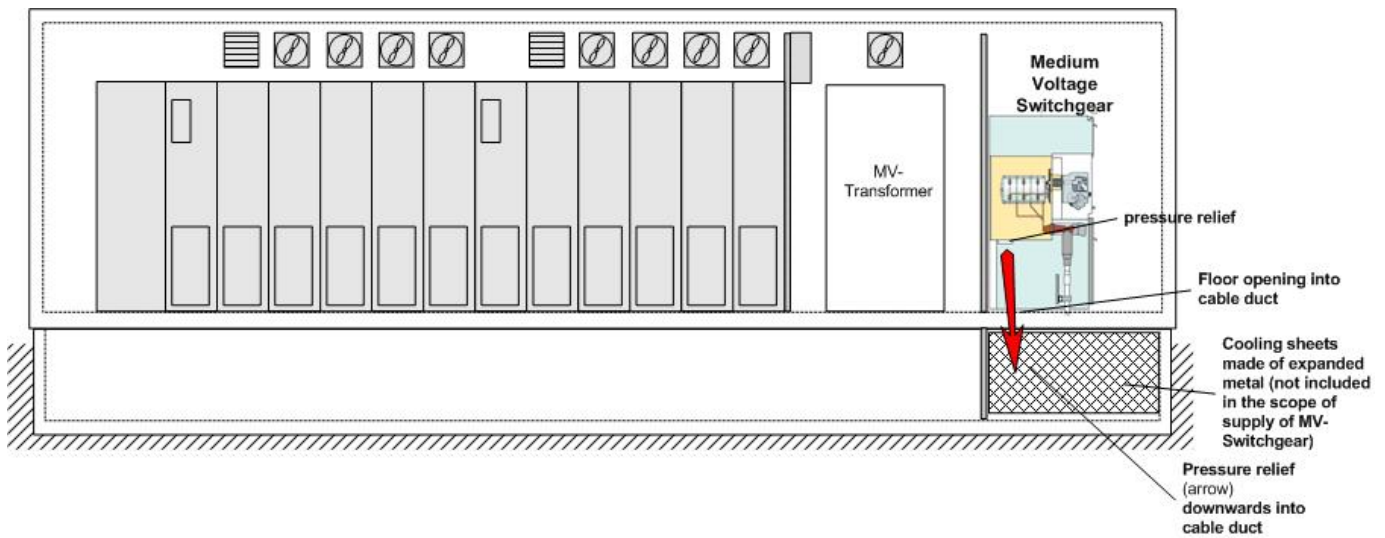 Medium
Voltage
Switchgear
MV-
Transformer
pressure relief
Floor opening into
cable duct
Cooling sheets
made of expanded
metal (not included
in the scope of
supply of MV-
Switchgear)
Pressure relief
(arrow)
downwards into
cable duct